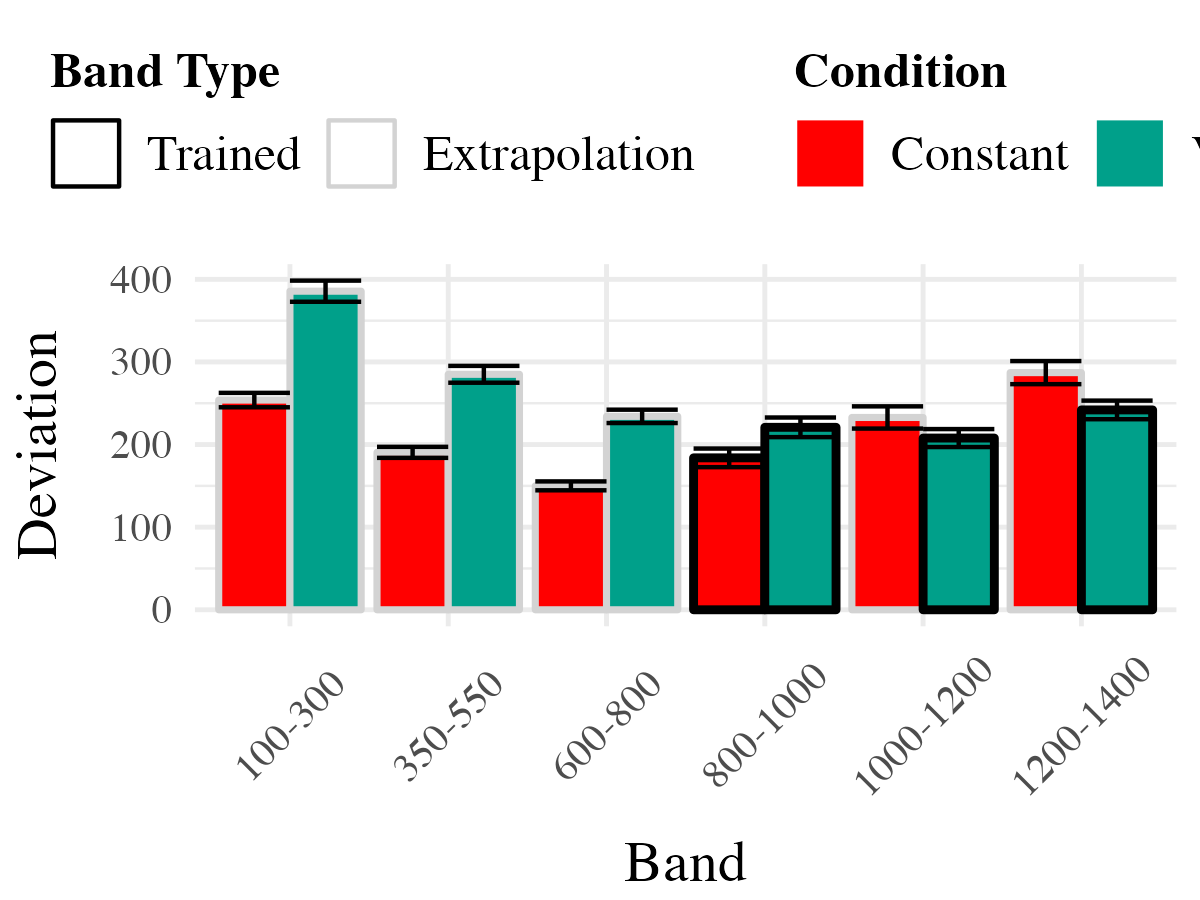 Band Type
Condition
Trained
Extrapolation
Constant
Deviation
400
300
200
100
0
100-300
350-550
600-800
800-1000
1000-1200
1200-1400
Band